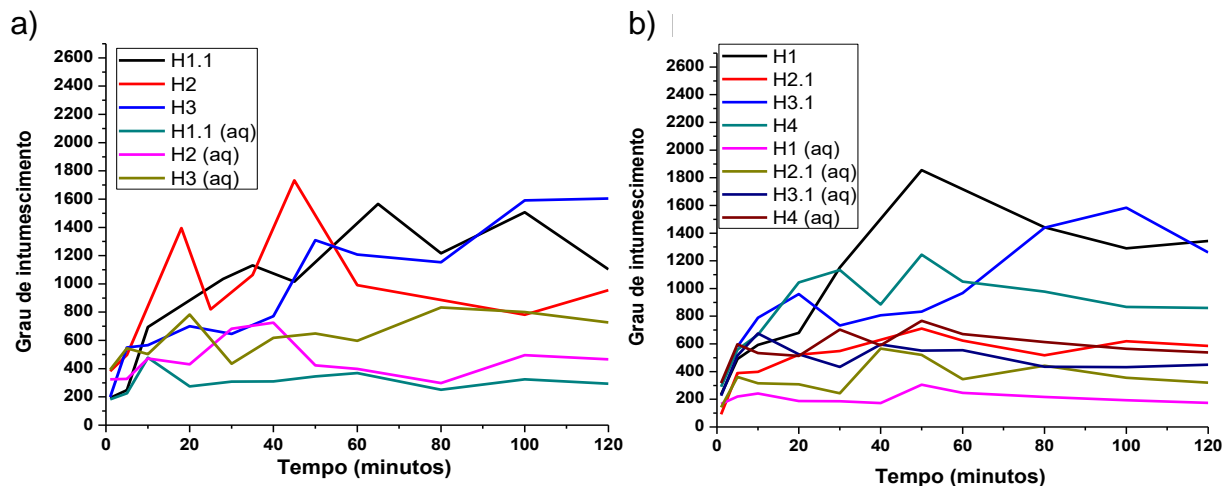 a)
2600
2400
2200
2000
1800
1600
1400
1200
1000
800
600
400
200
0
Grau de intumescimento
H1.1
H2
H3
H1.1 (aq)
H2 (aq)
H3 (aq)
0
20
40
60
80
100
120
Tempo (minutos)
b)
2600
2400
2200
2000
1800
1600
1400
1200
1000
800
600
400
200
0
Grau de intumescimento
H1
H2.1
H3.1
H4
H1 (aq)
H2.1 (aq)
H3.1 (aq)
H4 (aq)
0
20
40
60
80
100
120
Tempo (minutos)